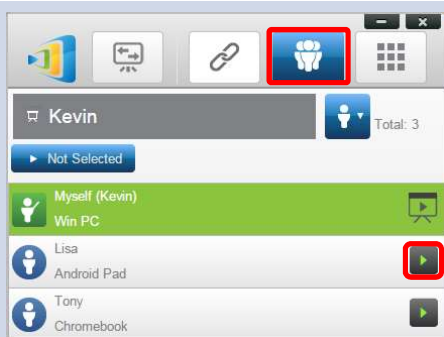 Kevin
Total: 3
Not Selected
Myself (Kevin)
Win PC
Lisa
Android Pad
Tony
Chromebook